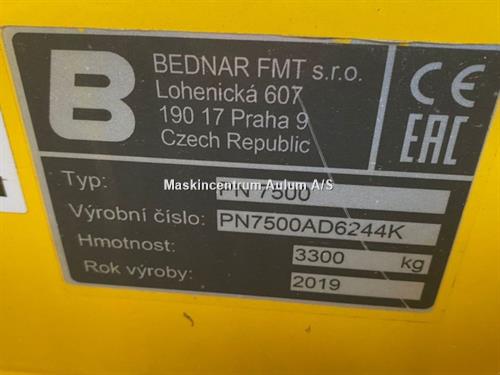 B
BEDNAR FMT s.r.o.
Lohenická 607
190 17 Praha 9
Czech Republic
CE
EAC
Typ: PN 7500
Maskincentrum Aulum A/S
Výrobní číslo: PN7500AD6244K
Hmotnost: 3300 kg
Rok výroby: 2019